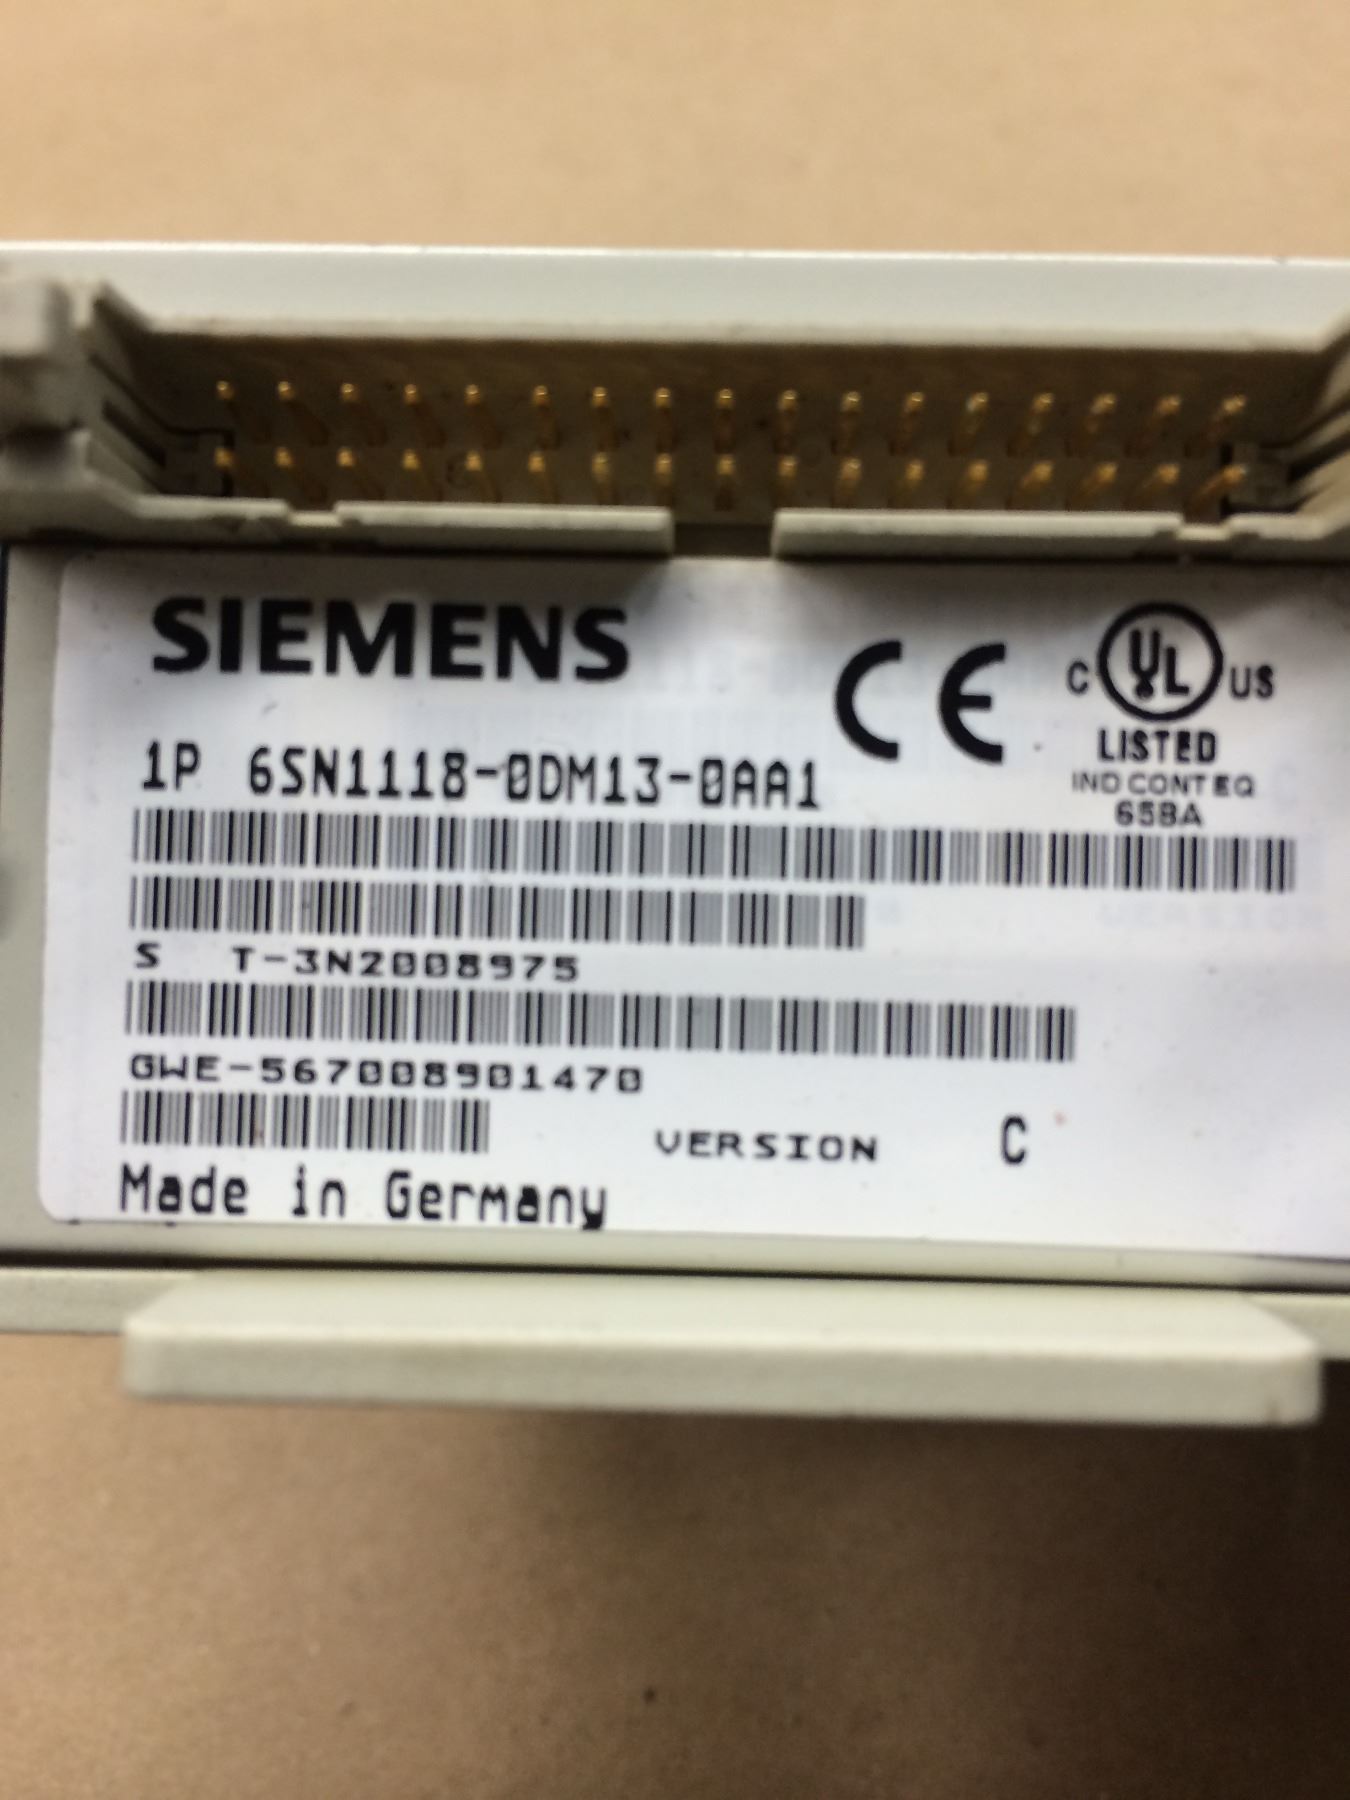 SIEMENS
CE
C UL US
LISTED
IND CONT EQ
658A
1P 6SN1118-0DM13-0AA1
S T-3N2008975
GWE-567008901470
VERSION C
Made in Germany